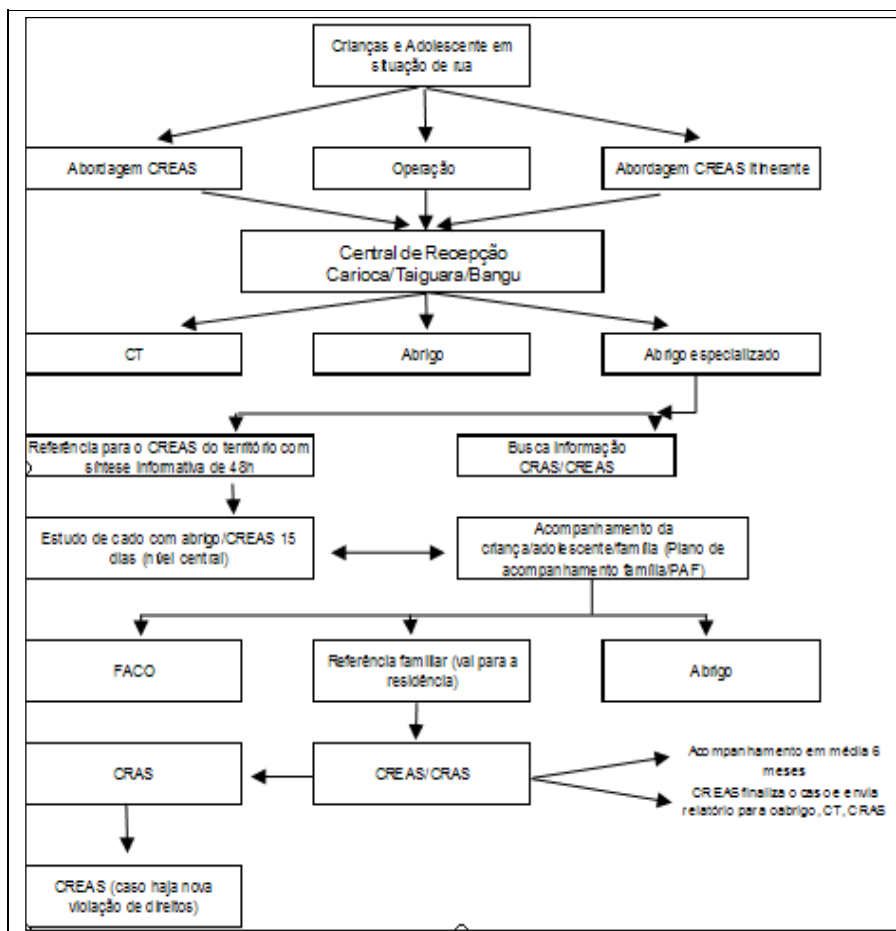 Crianças e Adolescente em
situação de rua
Abordagem CREAS
Operação
Abordagem CREAS Itinerante
Central de Recepção
Carioca/Taiguara/Bangu
CT
Abrigo
Abrigo especializado
Referência para o CREAS do território com
síntese informativa de 48h
Busca informação
CRAS/CREAS
Estudo de cado com abrigo/CREAS 15
dias (nível central)
Acompanhamento da
criança/adolescente/família (Plano de
acompanhamento família/PAF)
FACO
Referência familiar (vai para a
residência)
Abrigo
CRAS
CREAS/CRAS
Acompanhamento em média 6
meses
CREAS finaliza o caso e envia
relatório para oabrigo, CT, CRAS
CREAS (caso haja nova
violação de direitos)